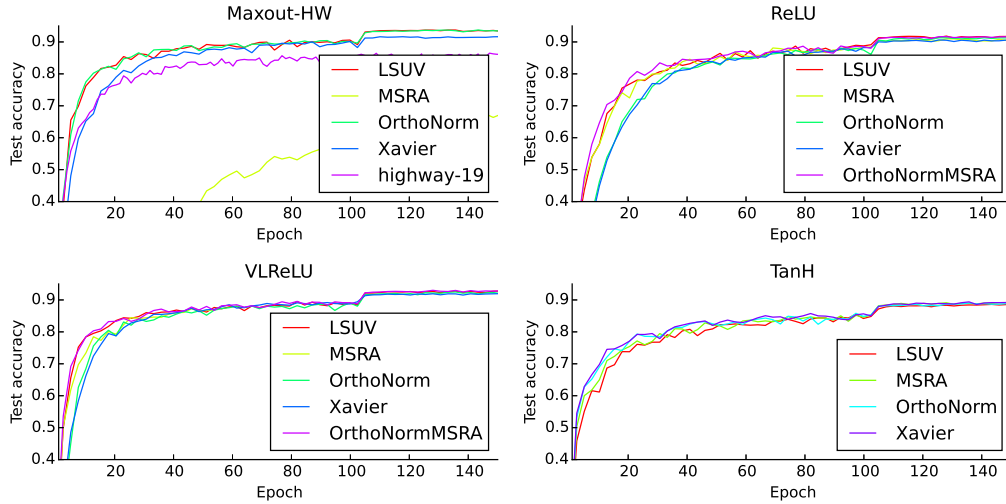 Maxout-HW
Test accuracy
0.9
0.8
0.7
0.6
0.5
0.4
20 40 60 80 100 120 140
Epoch
LSUV
MSRA
OrthoNorm
Xavier
highway-19
ReLU
Test accuracy
0.9
0.8
0.7
0.6
0.5
0.4
20 40 60 80 100 120 140
Epoch
LSUV
MSRA
OrthoNorm
Xavier
OrthoNormMSRA
VLReLU
Test accuracy
0.9
0.8
0.7
0.6
0.5
0.4
20 40 60 80 100 120 140
Epoch
LSUV
MSRA
OrthoNorm
Xavier
OrthoNormMSRA
TanH
Test accuracy
0.9
0.8
0.7
0.6
0.5
0.4
20 40 60 80 100 120 140
Epoch
LSUV
MSRA
OrthoNorm
Xavier